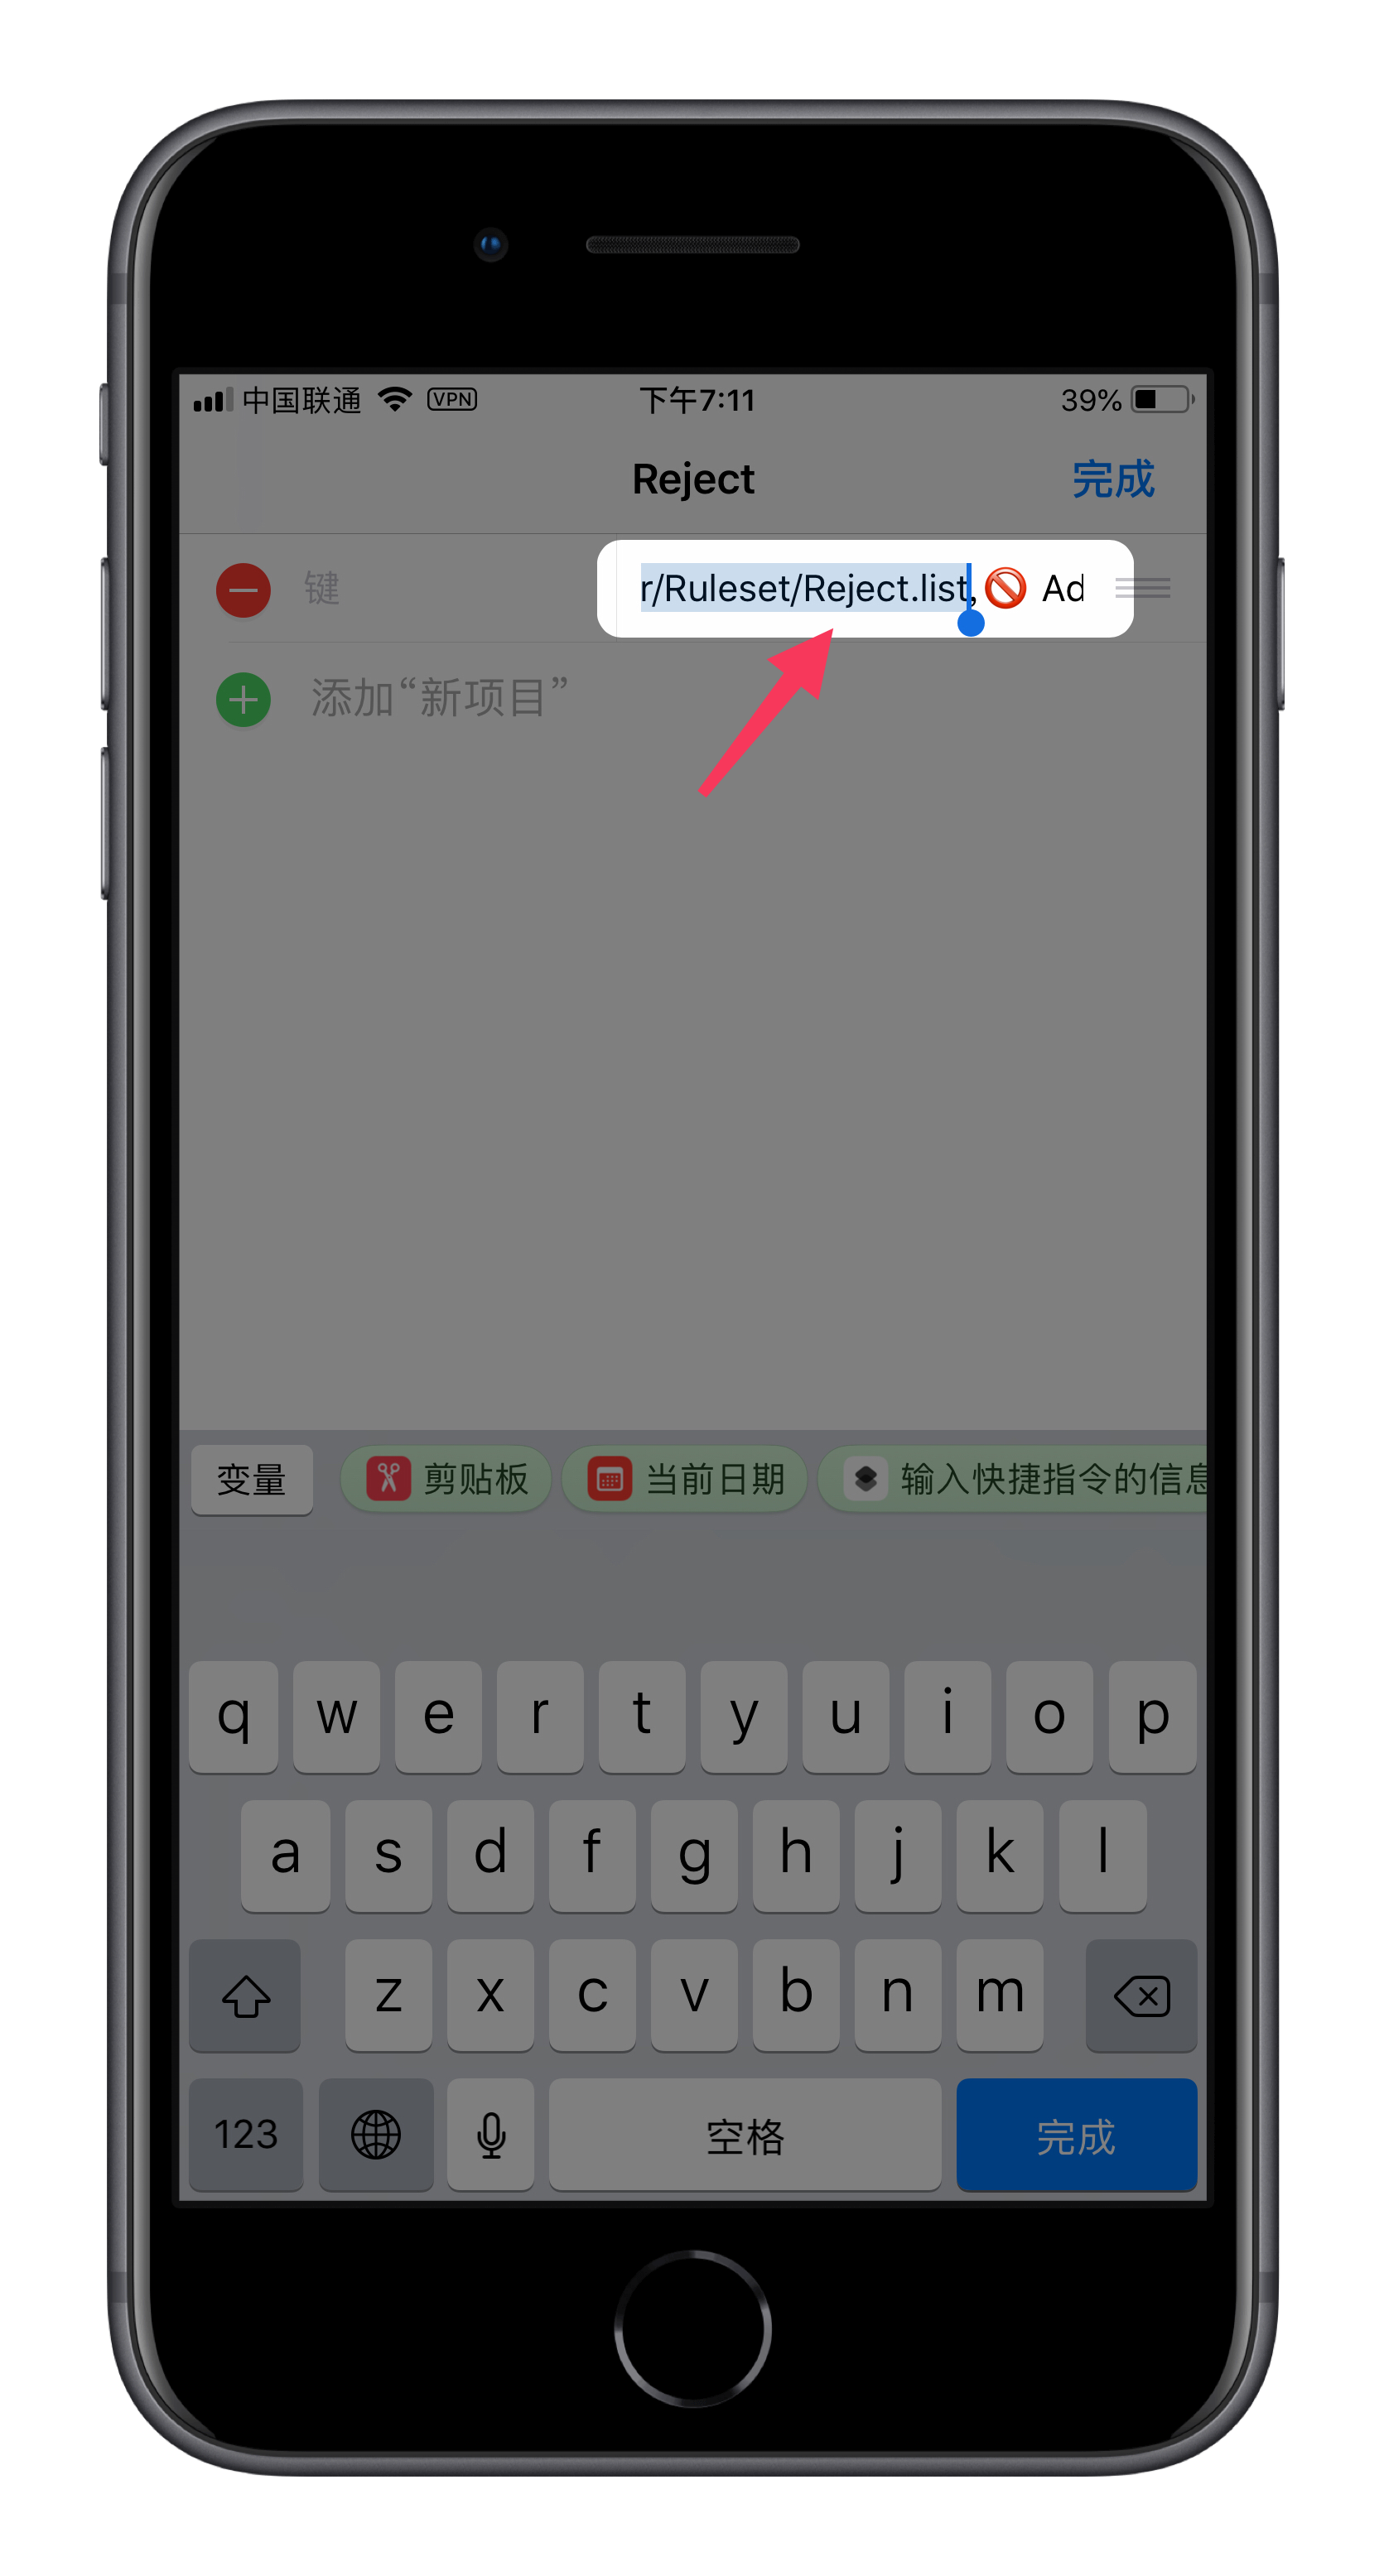 中国联通 VPN 下午7:11 39%
Reject 完成
键 r/Ruleset/Reject.list,🚫 Ad
添加“新项目”
变量 剪贴板 当前日期 输入快捷指令的信息
q w e r t y u i o p
a s d f g h j k l
z x c v b n m
123 空格 完成